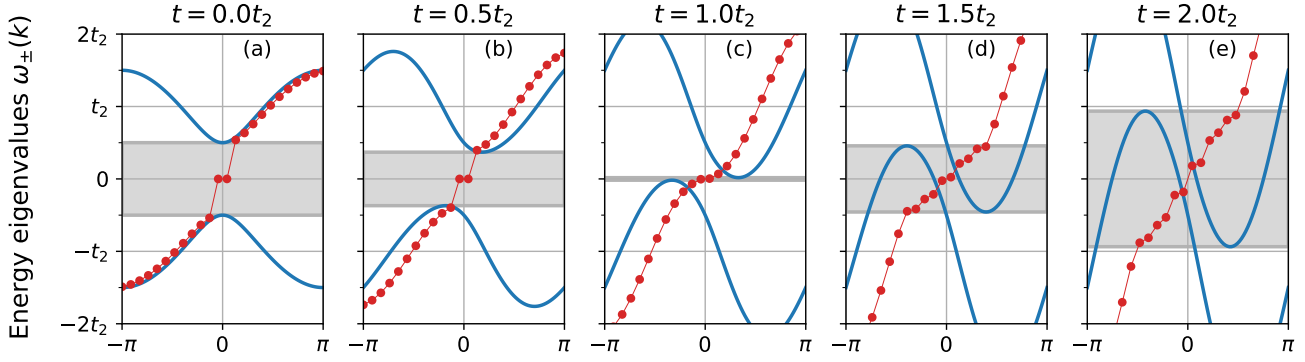 t = 0.0t₂ t = 0.5t₂ t = 1.0t₂ t = 1.5t₂ t = 2.0t₂
Energy eigenvalues ω±(k)
2t₂
t₂
0
−t₂
−2t₂
(a) (b) (c) (d) (e)
−π 0 π −π 0 π −π 0 π −π 0 π −π 0 π